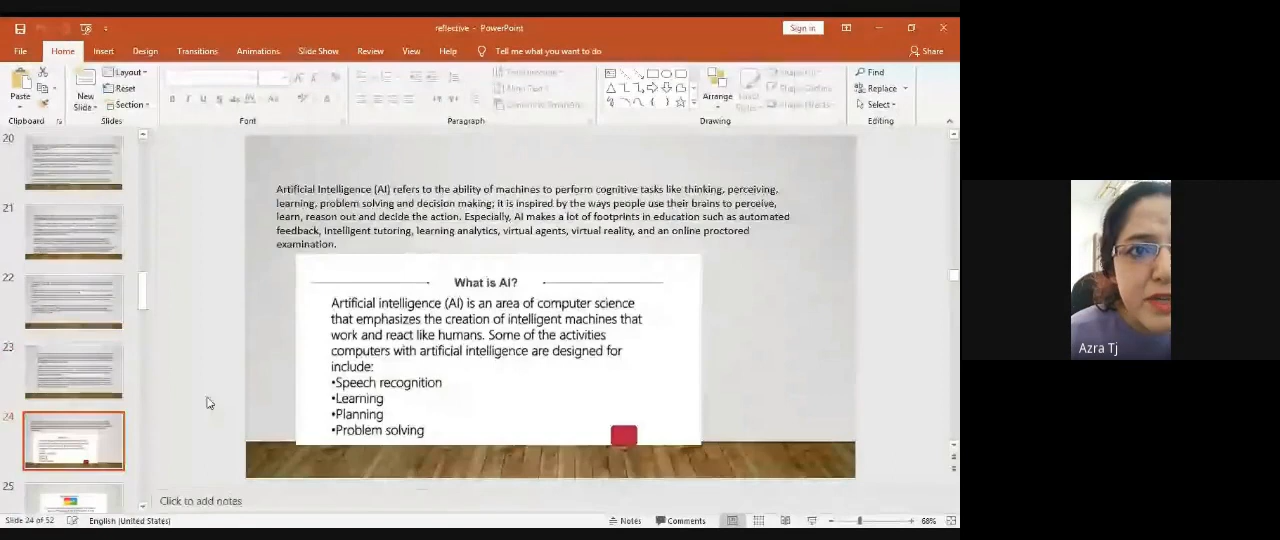 reflective - PowerPoint
Sign in
File Home Insert Design Transitions Animations Slide Show Review View Help Tell me what you want to do Share
Paste
New
Slide
Layout
Reset
Section
Arrange
Find
Replace
Select
Clipboard Slides Font Paragraph Drawing Editing
20
21
22
23
24
25
Artificial Intelligence (AI) refers to the ability of machines to perform cognitive tasks like thinking, perceiving,
learning, problem solving and decision making; it is inspired by the ways people use their brains to perceive,
learn, reason out and decide the action. Especially, AI makes a lot of footprints in education such as automated
feedback, intelligent tutoring, learning analytics, virtual agents, virtual reality, and an online proctored
examination.
What is AI?
Artificial intelligence (AI) is an area of computer science
that emphasizes the creation of intelligent machines that
work and react like humans. Some of the activities
computers with artificial intelligence are designed for
include:
•Speech recognition
•Learning
•Planning
•Problem solving
Click to add notes
Slide 24 of 52 English (United States) Notes Comments 68%
Azra Tj